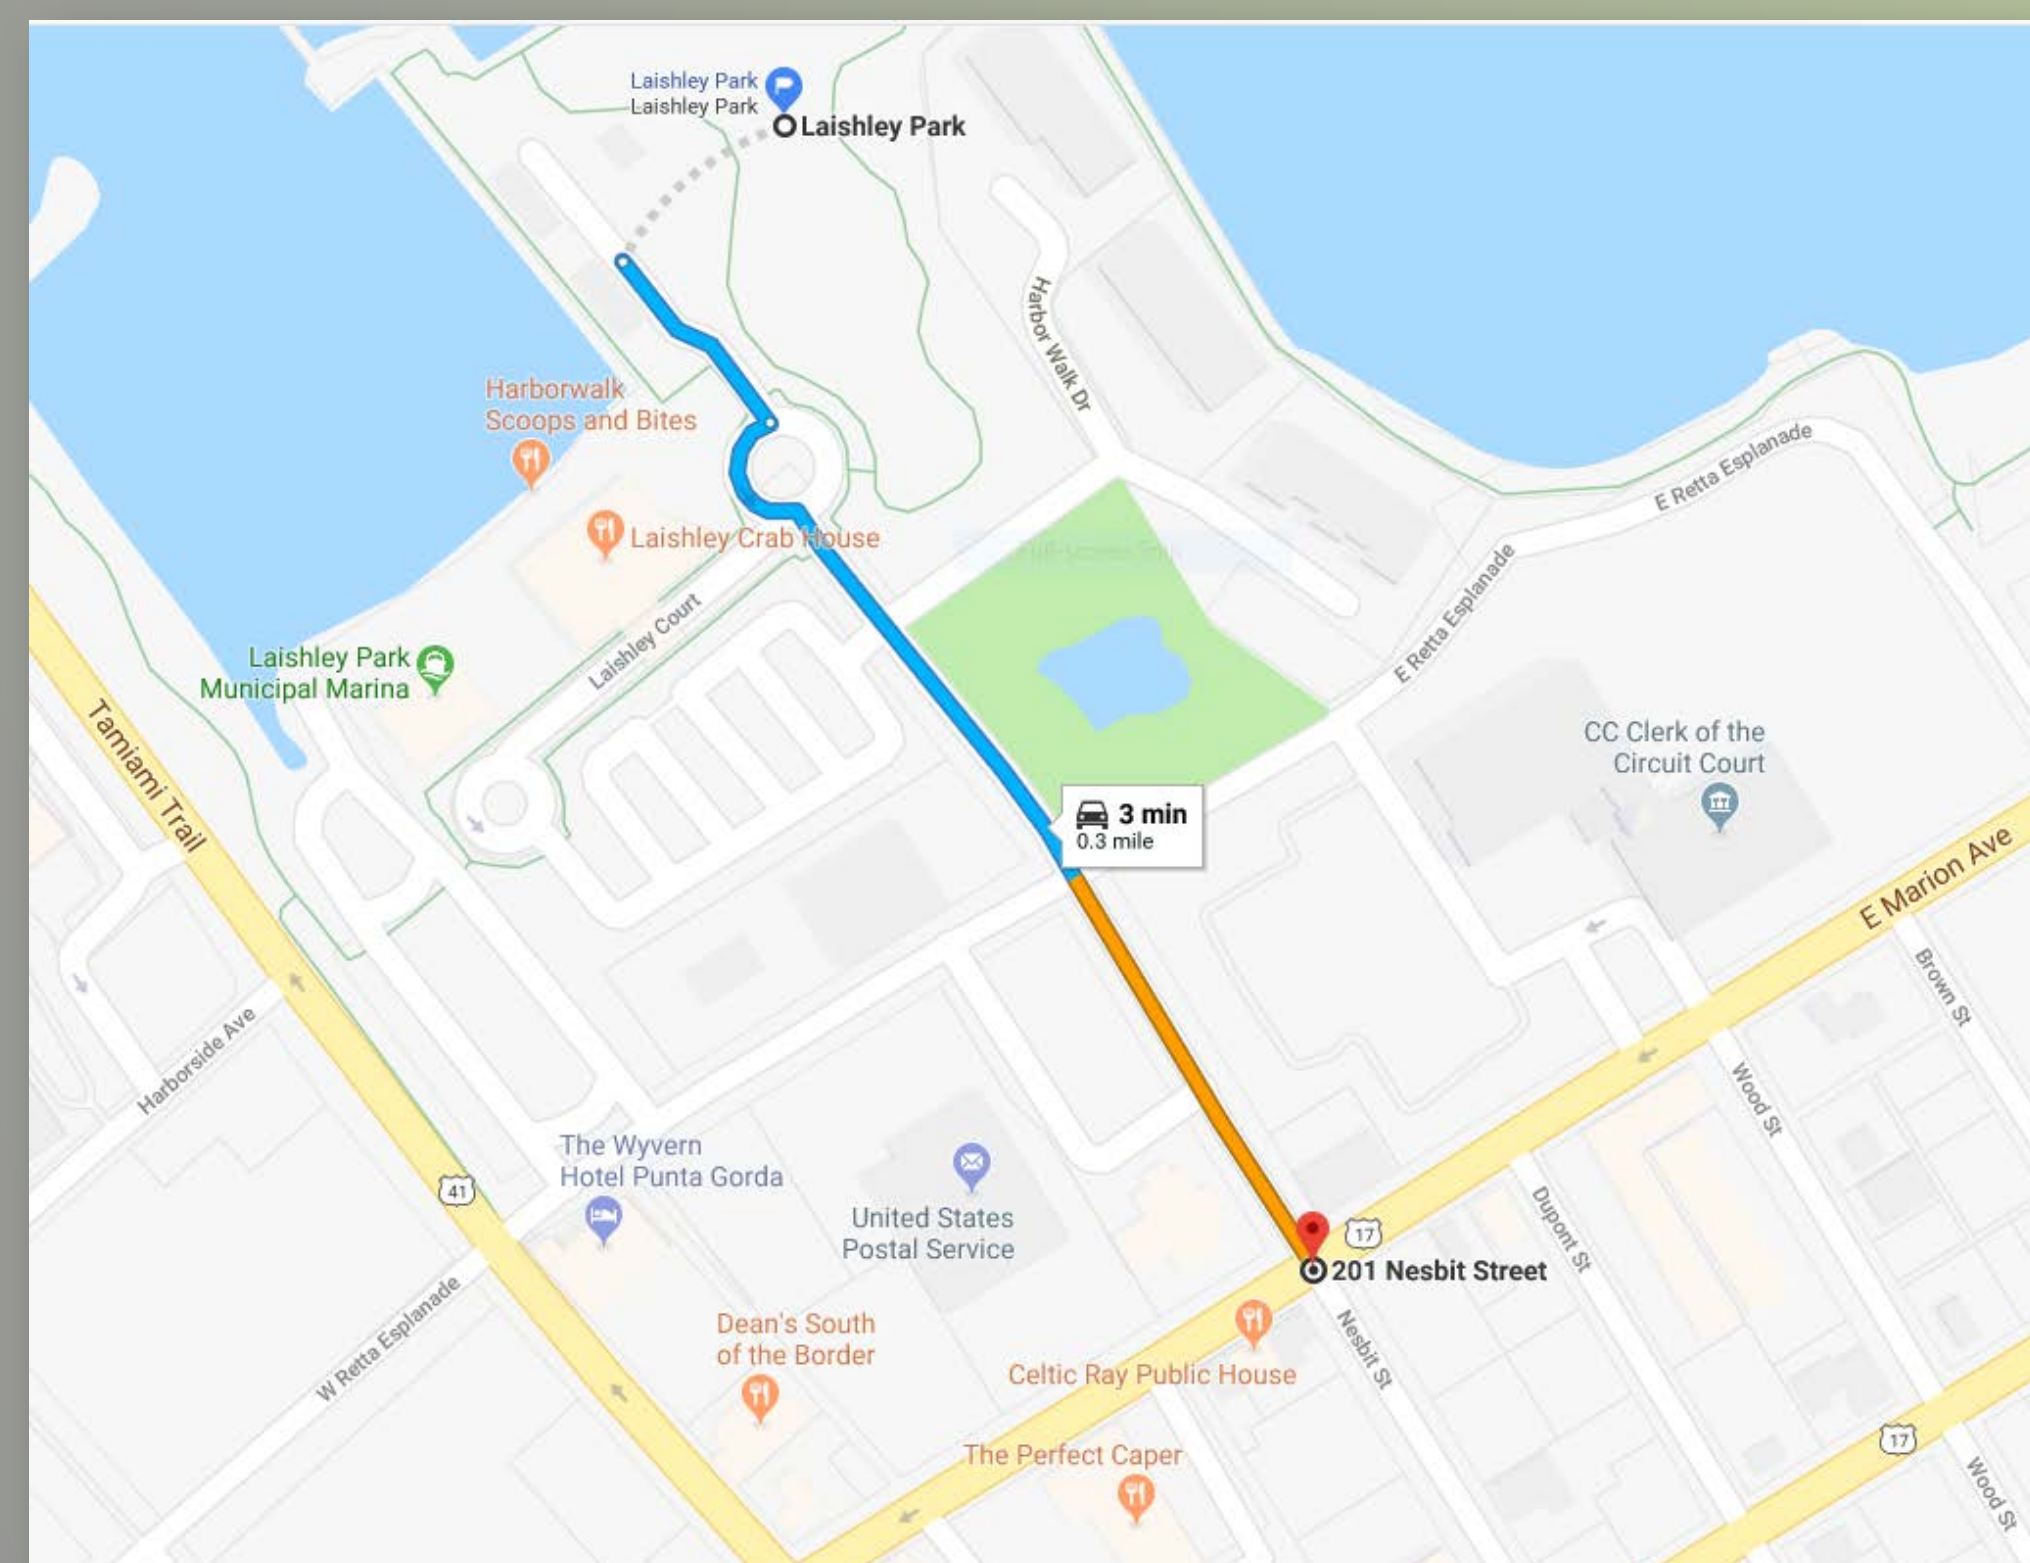 Laishley Park
Laishley Park
Laishley Park
Harbor Walk Dr
Harborwalk
Scoops and Bites
E Retta Esplanade
Laishley Crab House
E Retta Esplanade
Laishley Court
Laishley Park
Municipal Marina
Tamiami Trail
CC Clerk of the
Circuit Court
3 min
0.3 mile
E Marion Ave
Brown St
Harborside Ave
Wood St
The Wyvern
Hotel Punta Gorda
41
United States
Postal Service
Dupont St
17
201 Nesbit Street
W Retta Esplanade
Dean's South
of the Border
Nesbit St
Celtic Ray Public House
The Perfect Caper
17
Wood St